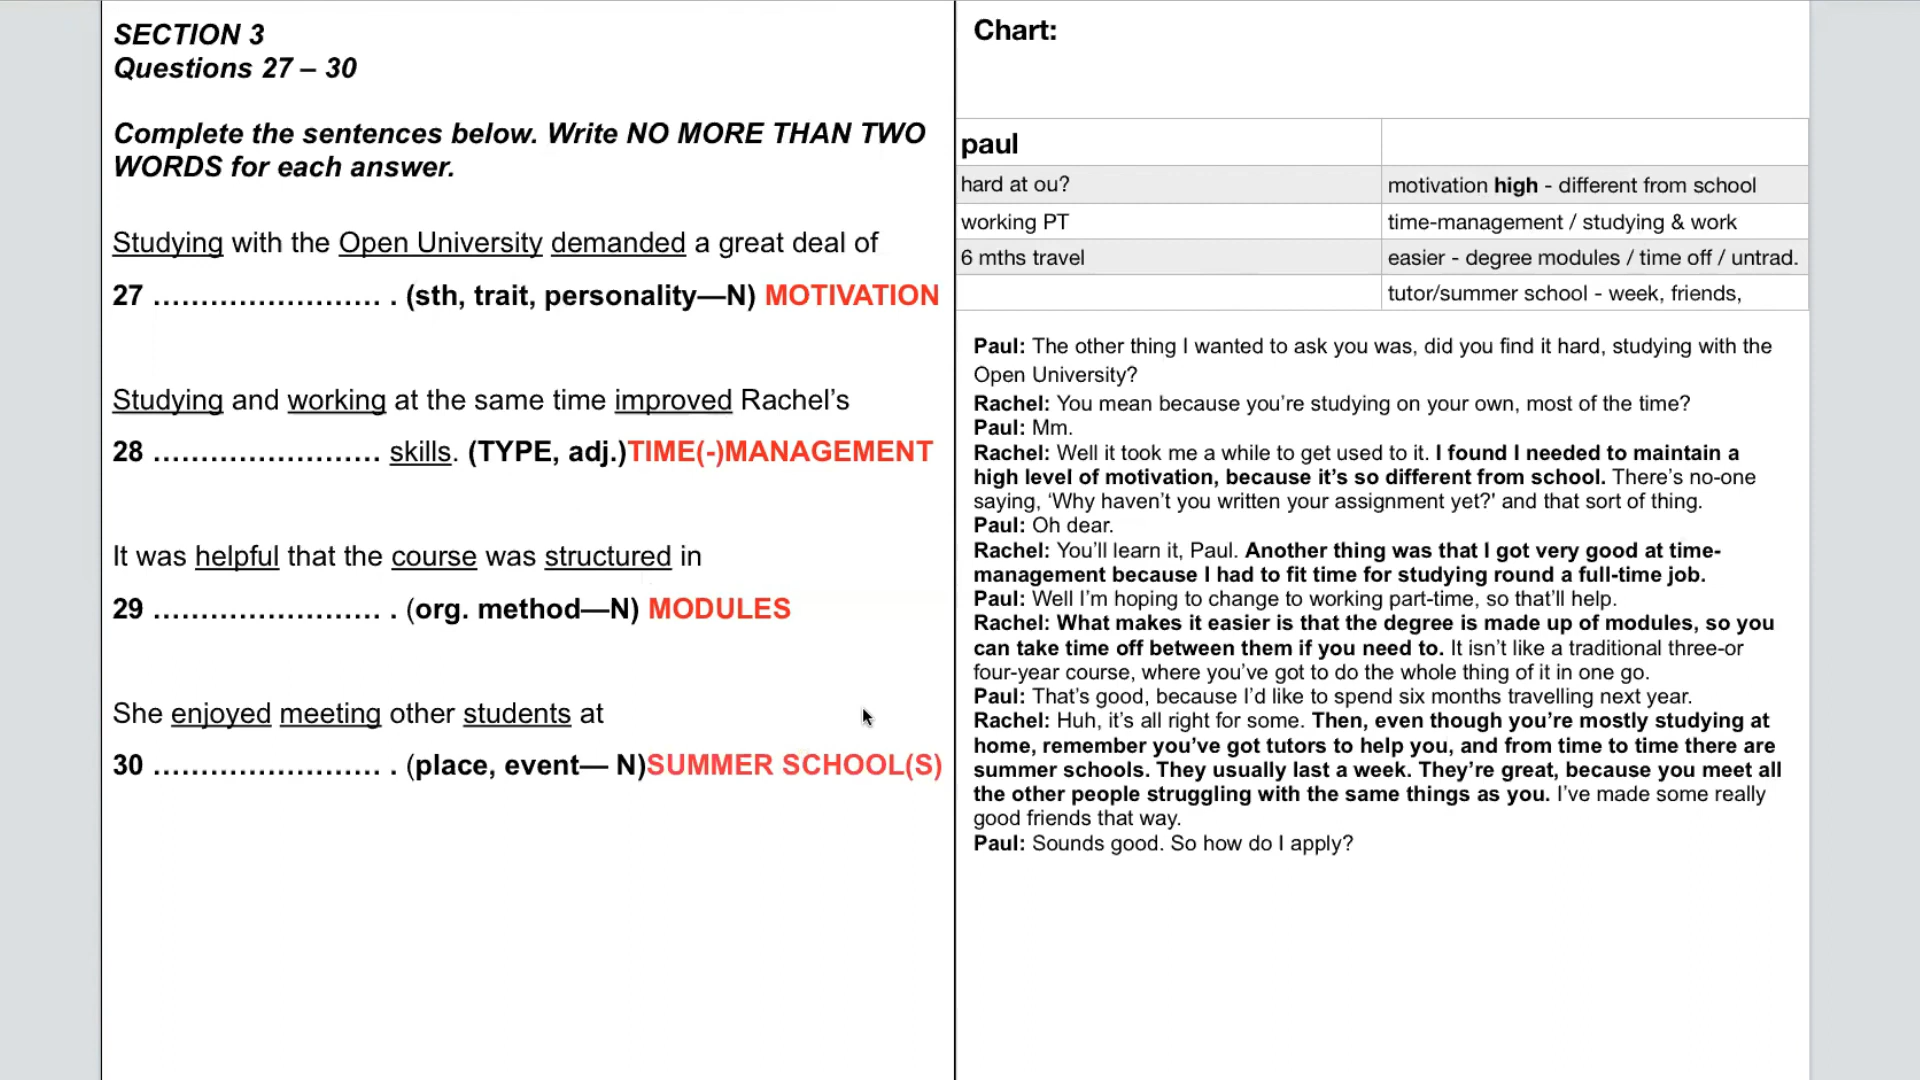 SECTION 3
Questions 27 – 30
Complete the sentences below. Write NO MORE THAN TWO
WORDS for each answer.
Studying with the Open University demanded a great deal of
27 …………………… . (sth, trait, personality—N) MOTIVATION
Studying and working at the same time improved Rachel’s
28 …………………… skills. (TYPE, adj.)TIME(-)MANAGEMENT
It was helpful that the course was structured in
29 …………………… . (org. method—N) MODULES
She enjoyed meeting other students at
30 …………………… . (place, event— N)SUMMER SCHOOL(S)
Chart:
paul
hard at ou? motivation high - different from school
working PT time-management / studying & work
6 mths travel easier - degree modules / time off / untrad.
tutor/summer school - week, friends,
Paul: The other thing I wanted to ask you was, did you find it hard, studying with the
Open University?
Rachel: You mean because you’re studying on your own, most of the time?
Paul: Mm.
Rachel: Well it took me a while to get used to it. I found I needed to maintain a
high level of motivation, because it’s so different from school. There’s no-one
saying, ‘Why haven’t you written your assignment yet?' and that sort of thing.
Paul: Oh dear.
Rachel: You’ll learn it, Paul. Another thing was that I got very good at time-
management because I had to fit time for studying round a full-time job.
Paul: Well I’m hoping to change to working part-time, so that’ll help.
Rachel: What makes it easier is that the degree is made up of modules, so you
can take time off between them if you need to. It isn’t like a traditional three-or
four-year course, where you’ve got to do the whole thing of it in one go.
Paul: That’s good, because I’d like to spend six months travelling next year.
Rachel: Huh, it’s all right for some. Then, even though you’re mostly studying at
home, remember you’ve got tutors to help you, and from time to time there are
summer schools. They usually last a week. They’re great, because you meet all
the other people struggling with the same things as you. I’ve made some really
good friends that way.
Paul: Sounds good. So how do I apply?